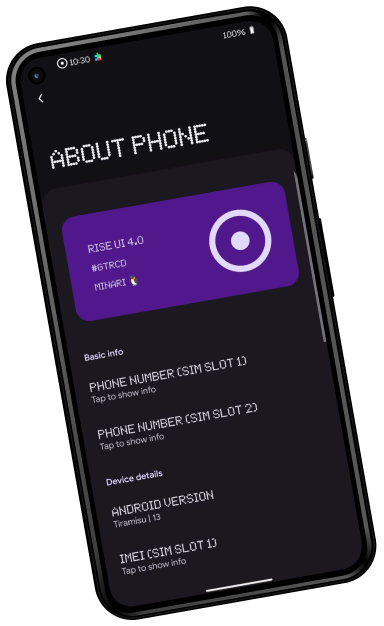 10:30
100%
ABOUT PHONE
RISE UI 4.0
#GTRCD
MINARI 🐧
Basic info
PHONE NUMBER (SIM SLOT 1)
Tap to show info
PHONE NUMBER (SIM SLOT 2)
Tap to show info
Device details
ANDROID VERSION
Tiramisu | 13
IMEI (SIM SLOT 1)
Tap to show info